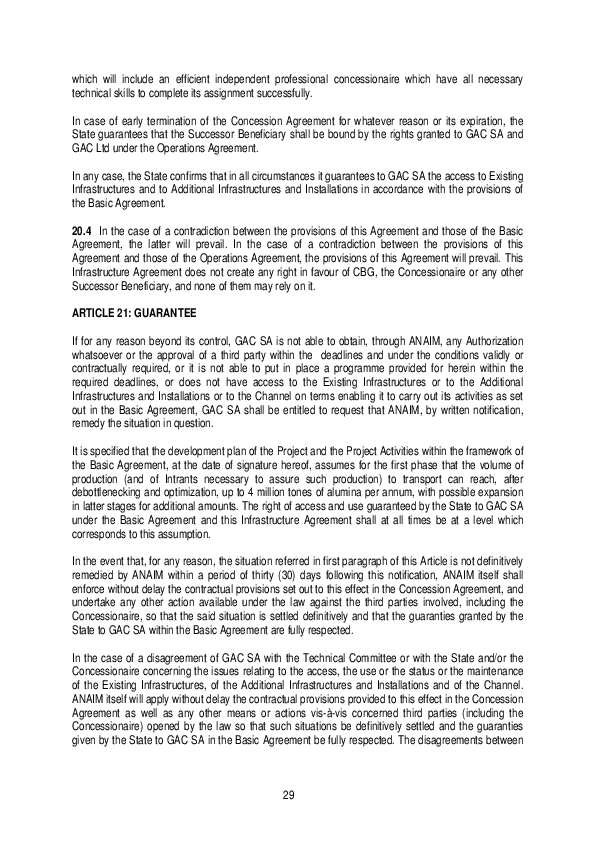 which will include an efficient independent professional concessionaire which have all necessary
technical skills to complete its assignment successfully.
In case of early termination of the Concession Agreement for whatever reason or its expiration, the
State guarantees that the Successor Beneficiary shall be bound by the rights granted to GAC SA and
GAC Ltd under the Operations Agreement.
In any case, the State confirms that in all circumstances it guarantees to GAC SA the access to Existing
Infrastructures and to Additional Infrastructures and Installations in accordance with the provisions of
the Basic Agreement.
20.4 In the case of a contradiction between the provisions of this Agreement and those of the Basic
Agreement, the latter will prevail. In the case of a contradiction between the provisions of this
Agreement and those of the Operations Agreement, the provisions of this Agreement will prevail. This
Infrastructure Agreement does not create any right in favour of CBG, the Concessionaire or any other
Successor Beneficiary, and none of them may rely on it.
ARTICLE 21: GUARANTEE
If for any reason beyond its control, GAC SA is not able to obtain, through ANAIM, any Authorization
whatsoever or the approval of a third party within the deadlines and under the conditions validly or
contractually required, or it is not able to put in place a programme provided for herein within the
required deadlines, or does not have access to the Existing Infrastructures or to the Additional
Infrastructures and Installations or to the Channel on terms enabling it to carry out its activities as set
out in the Basic Agreement, GAC SA shall be entitled to request that ANAIM, by written notification,
remedy the situation in question.
It is specified that the development plan of the Project and the Project Activities within the framework of
the Basic Agreement, at the date of signature hereof, assumes for the first phase that the volume of
production (and of Intrants necessary to assure such production) to transport can reach, after
debottlenecking and optimization, up to 4 million tones of alumina per annum, with possible expansion
in latter stages for additional amounts. The right of access and use guaranteed by the State to GAC SA
under the Basic Agreement and this Infrastructure Agreement shall at all times be at a level which
corresponds to this assumption.
In the event that, for any reason, the situation referred in first paragraph of this Article is not definitively
remedied by ANAIM within a period of thirty (30) days following this notification, ANAIM itself shall
enforce without delay the contractual provisions set out to this effect in the Concession Agreement, and
undertake any other action available under the law against the third parties involved, including the
Concessionaire, so that the said situation is settled definitively and that the guaranties granted by the
State to GAC SA within the Basic Agreement are fully respected.
In the case of a disagreement of GAC SA with the Technical Committee or with the State and/or the
Concessionaire concerning the issues relating to the access, the use or the status or the maintenance
of the Existing Infrastructures, of the Additional Infrastructures and Installations and of the Channel.
ANAIM itself will apply without delay the contractual provisions provided to this effect in the Concession
Agreement as well as any other means or actions vis-à-vis concerned third parties (including the
Concessionaire) opened by the law so that such situations be definitively settled and the guaranties
given by the State to GAC SA in the Basic Agreement be fully respected. The disagreements between
29